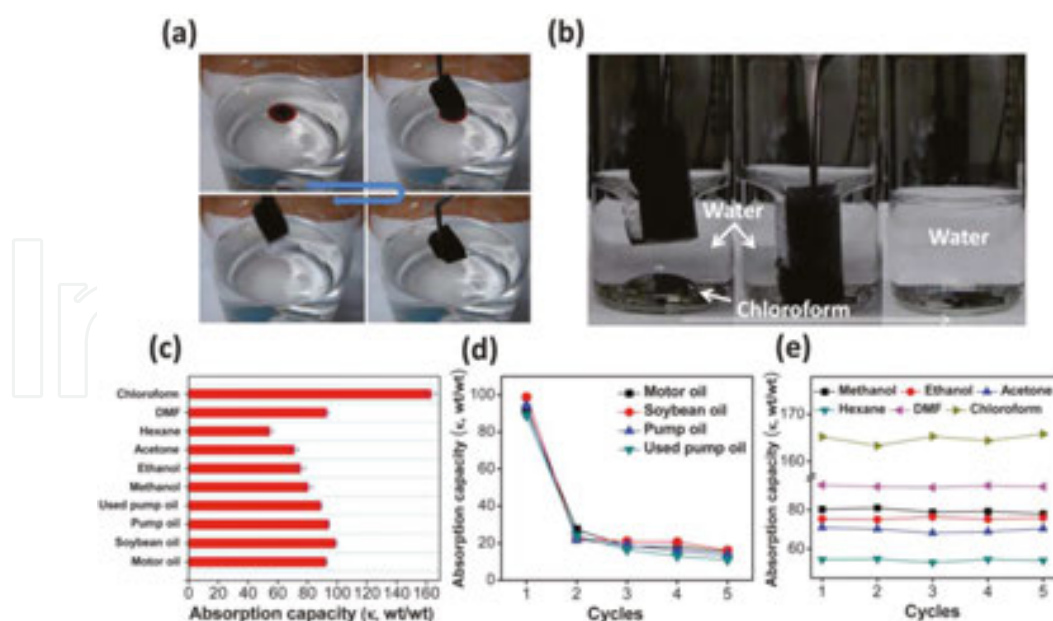 (a)
(b)
Water
Water
Chloroform
(c)
Chloroform
DMF
Hexane
Acetone
Ethanol
Methanol
Used pump oil
Pump oil
Soybean oil
Motor oil
0 20 40 60 80 100 120 140 160
Absorption capacity (κ, wt/wt)
(d)
Absorption capacity (κ, wt/wt)
100
80
60
40
20
0
Motor oil
Soybean oil
Pump oil
Used pump oil
1 2 3 4 5
Cycles
(e)
Absorption capacity (κ, wt/wt)
Methanol Ethanol Acetone
Hexane DMF Chloroform
170
160
80
60
1 2 3 4 5
Cycles